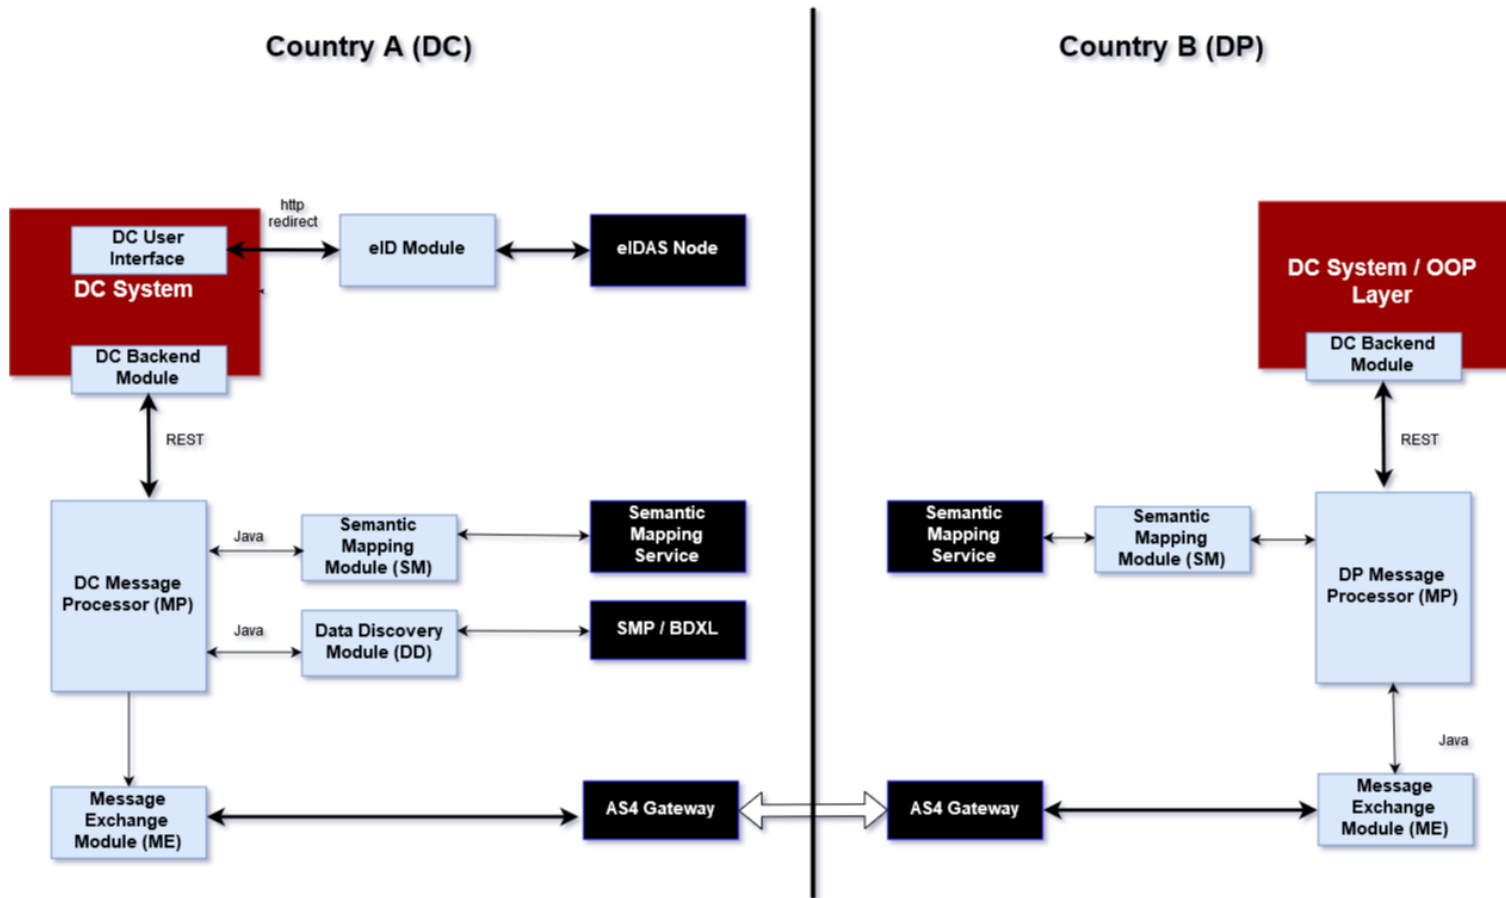 Country A (DC)
Country B (DP)
http
redirect
DC User
Interface
DC System
eID Module
eIDAS Node
DC System / OOP
Layer
DC Backend
Module
DC Backend
Module
REST
REST
DC Message
Processor (MP)
Java
Semantic
Mapping
Module (SM)
Semantic
Mapping
Service
Java
Data Discovery
Module (DD)
SMP / BDXL
Semantic
Mapping
Service
Semantic
Mapping
Module (SM)
DP Message
Processor (MP)
Java
Message
Exchange
Module (ME)
AS4 Gateway
AS4 Gateway
Message
Exchange
Module (ME)